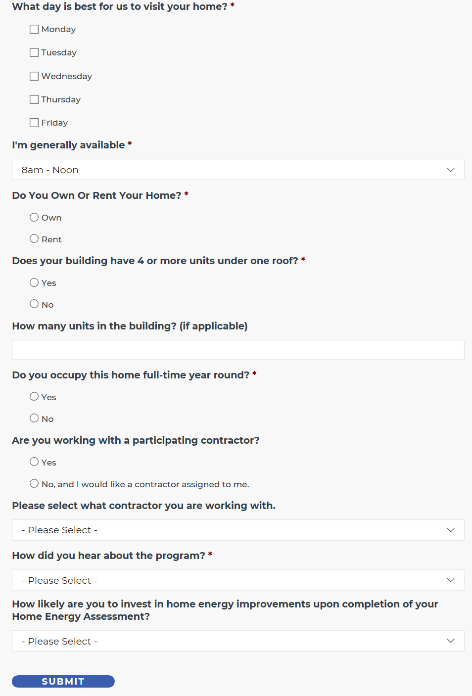 What day is best for us to visit your home? *
Monday
Tuesday
Wednesday
Thursday
Friday
I'm generally available *
8am - Noon
Do You Own Or Rent Your Home? *
Own
Rent
Does your building have 4 or more units under one roof? *
Yes
No
How many units in the building? (if applicable)
Do you occupy this home full-time year round? *
Yes
No
Are you working with a participating contractor?
Yes
No, and I would like a contractor assigned to me.
Please select what contractor you are working with.
- Please Select -
How did you hear about the program? *
- Please Select -
How likely are you to invest in home energy improvements upon completion of your
Home Energy Assessment?
- Please Select -
SUBMIT